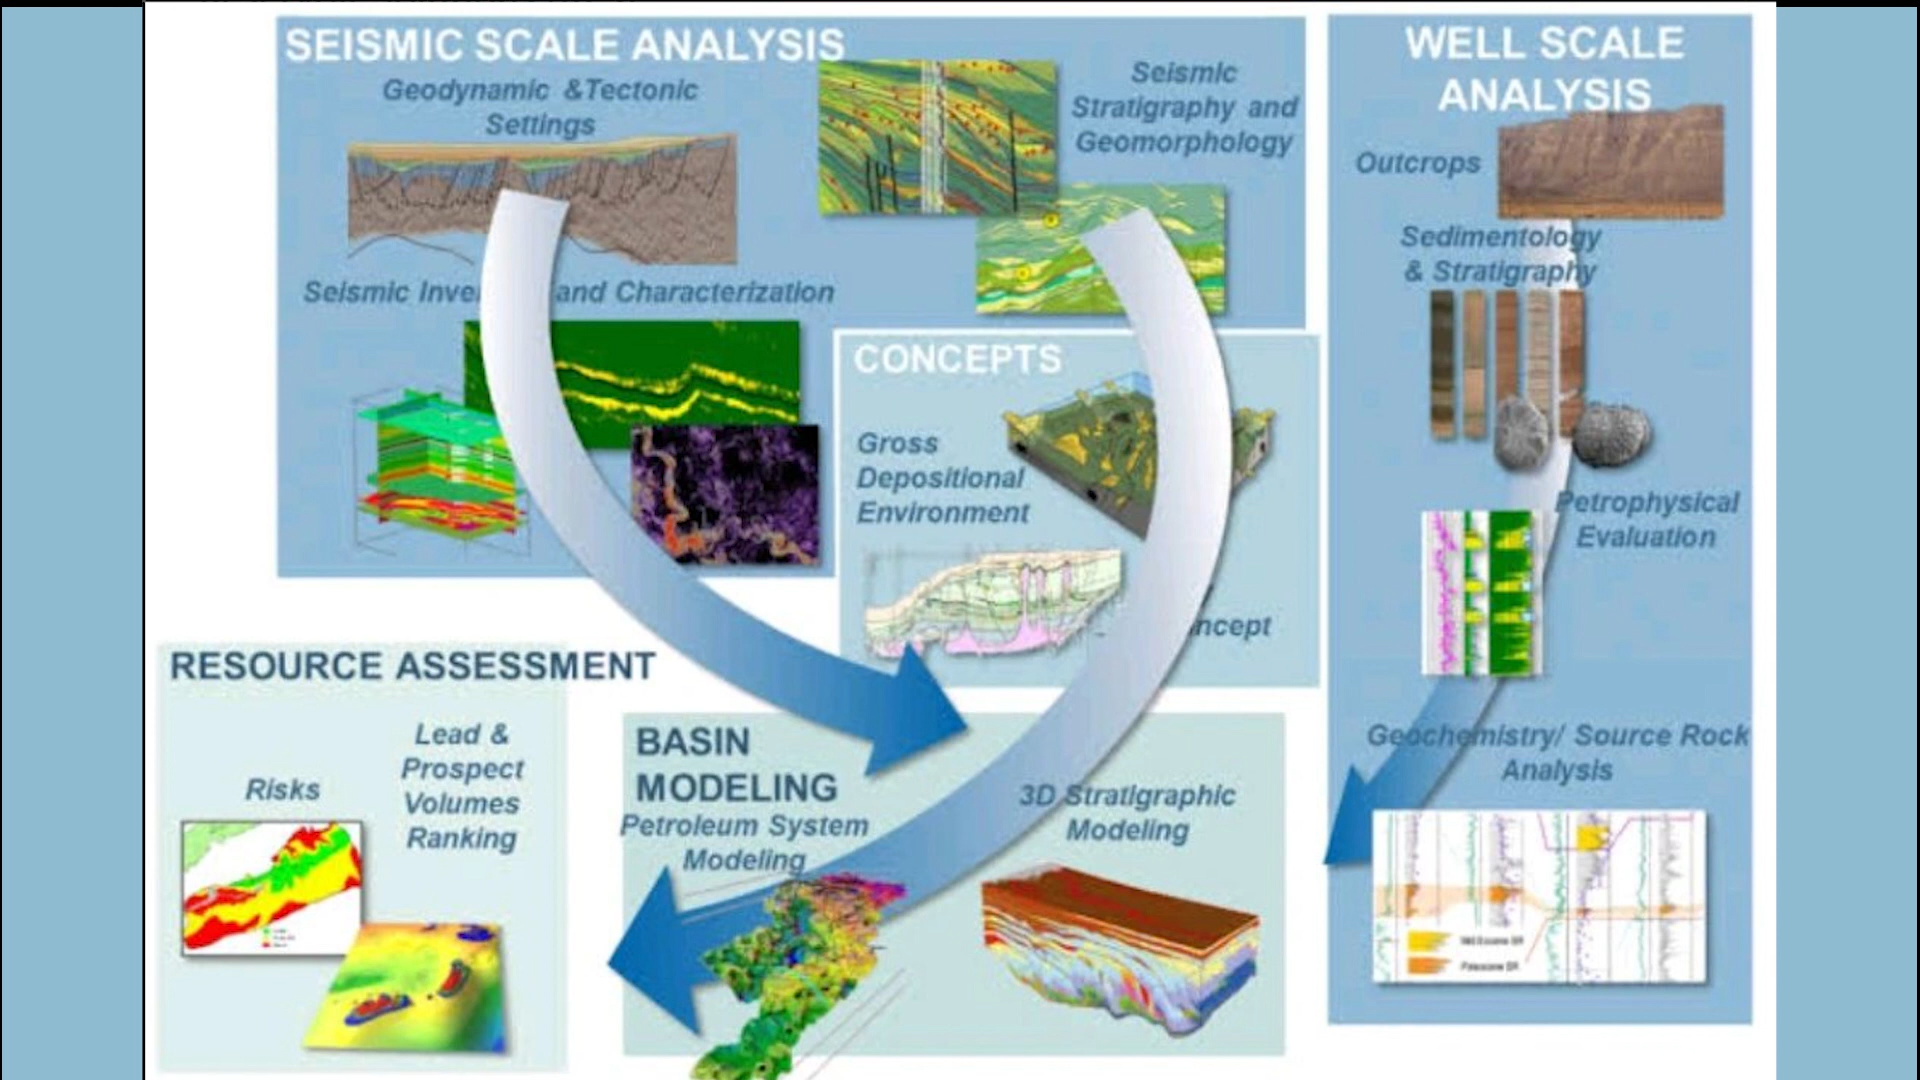 SEISMIC SCALE ANALYSIS
Geodynamic &Tectonic
Settings
Seismic
Stratigraphy and
Geomorphology
Seismic Inve and Characterization
CONCEPTS
Gross
Depositional
Environment
ncept
WELL SCALE
ANALYSIS
Outcrops
Sedimentology
& Stratigraphy
Petrophysical
Evaluation
Geochemistry/ Source Rock
Analysis
RESOURCE ASSESSMENT
Lead &
Prospect
Volumes
Ranking
Risks
BASIN
MODELING
Petroleum System
Modeling
3D Stratigraphic
Modeling